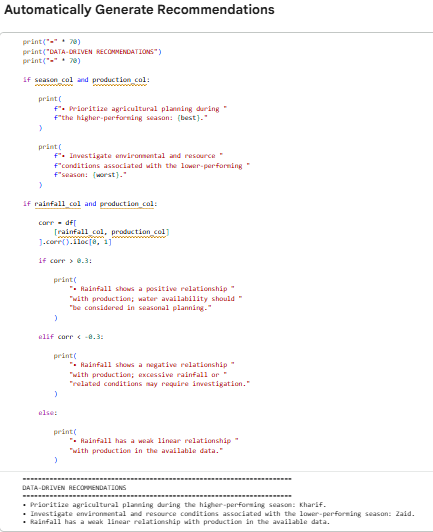 Automatically Generate Recommendations
print("=" * 70)
print("DATA-DRIVEN RECOMMENDATIONS")
print("=" * 70)
if season_col and production_col:
print(
f"• Prioritize agricultural planning during "
f"the higher-performing season: {best}."
)
print(
f"• Investigate environmental and resource "
f"conditions associated with the lower-performing "
f"season: {worst}."
)
if rainfall_col and production_col:
corr = df[
[rainfall_col, production_col]
].corr().iloc[0, 1]
if corr > 0.3:
print(
"• Rainfall shows a positive relationship "
"with production; water availability should "
"be considered in seasonal planning."
)
elif corr < -0.3:
print(
"• Rainfall shows a negative relationship "
"with production; excessive rainfall or "
"related conditions may require investigation."
)
else:
print(
"• Rainfall has a weak linear relationship "
"with production in the available data."
)
======================================================================
DATA-DRIVEN RECOMMENDATIONS
======================================================================
• Prioritize agricultural planning during the higher-performing season: Kharif.
• Investigate environmental and resource conditions associated with the lower-performing season: Zaid.
• Rainfall has a weak linear relationship with production in the available data.